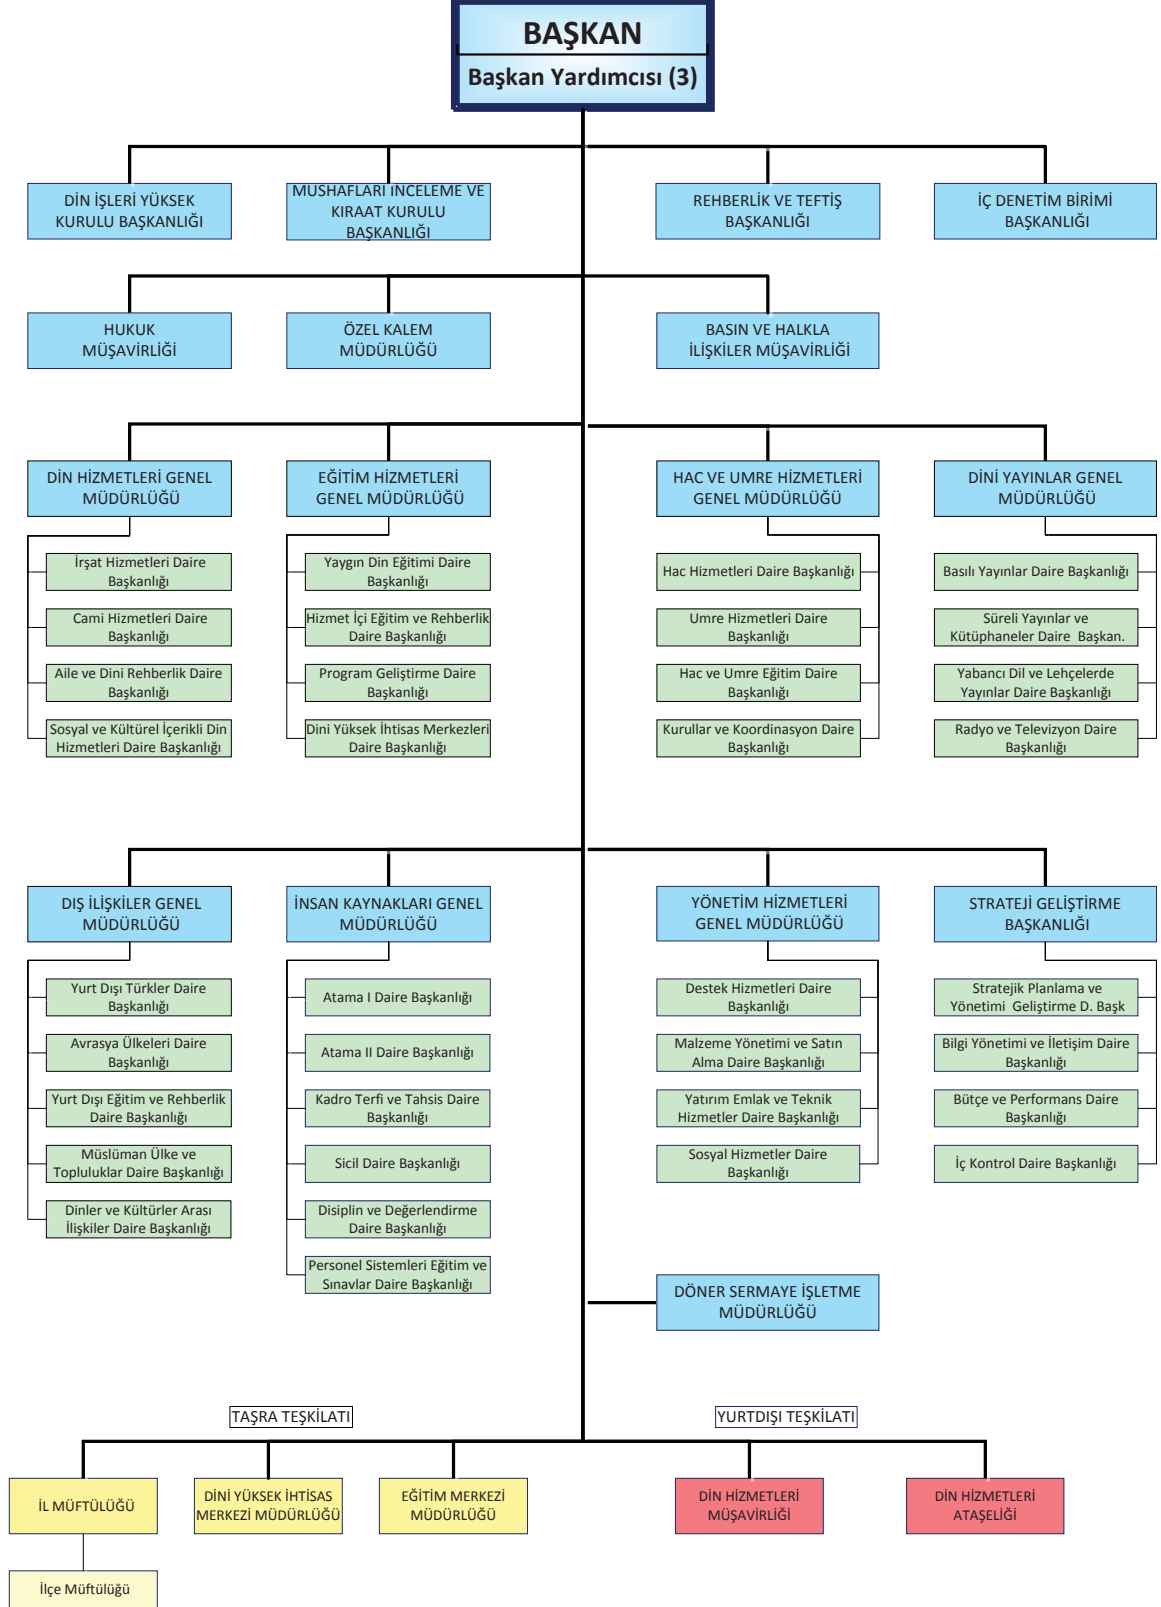 BAŞKAN
Başkan Yardımcısı (3)
DİN İŞLERİ YÜKSEK
KURULU BAŞKANLIĞI
MUSHAFLARI İNCELEME VE
KIRAAT KURULU
BAŞKANLIĞI
REHBERLİK VE TEFTİŞ
BAŞKANLIĞI
İÇ DENETİM BİRİMİ
BAŞKANLIĞI
HUKUK
MÜŞAVİRLİĞİ
ÖZEL KALEM
MÜDÜRLÜĞÜ
BASIN VE HALKLA
İLİŞKİLER MÜŞAVİRLİĞİ
DİN HİZMETLERİ GENEL
MÜDÜRLÜĞÜ
İrşat Hizmetleri Daire
Başkanlığı
Cami Hizmetleri Daire
Başkanlığı
Aile ve Dini Rehberlik Daire
Başkanlığı
Sosyal ve Kültürel İçerikli Din
Hizmetleri Daire Başkanlığı
EĞİTİM HİZMETLERİ
GENEL MÜDÜRLÜĞÜ
Yaygın Din Eğitimi Daire
Başkanlığı
Hizmet İçi Eğitim ve Rehberlik
Daire Başkanlığı
Program Geliştirme Daire
Başkanlığı
Dini Yüksek İhtisas Merkezleri
Daire Başkanlığı
HAC VE UMRE HİZMETLERİ
GENEL MÜDÜRLÜĞÜ
Hac Hizmetleri Daire Başkanlığı
Umre Hizmetleri Daire
Başkanlığı
Hac ve Umre Eğitim Daire
Başkanlığı
Kurullar ve Koordinasyon Daire
Başkanlığı
DİNİ YAYINLAR GENEL
MÜDÜRLÜĞÜ
Basılı Yayınlar Daire Başkanlığı
Süreli Yayınlar ve
Kütüphaneler Daire  Başkan.
Yabancı Dil ve Lehçelerde
Yayınlar Daire Başkanlığı
Radyo ve Televizyon Daire
Başkanlığı
DIŞ İLİŞKİLER GENEL
MÜDÜRLÜĞÜ
Yurt Dışı Türkler Daire
Başkanlığı
Avrasya Ülkeleri Daire
Başkanlığı
Yurt Dışı Eğitim ve Rehberlik
Daire Başkanlığı
Müslüman Ülke ve
Topluluklar Daire Başkanlığı
Dinler ve Kültürler Arası
İlişkiler Daire Başkanlığı
İNSAN KAYNAKLARI GENEL
MÜDÜRLÜĞÜ
Atama I Daire Başkanlığı
Atama II Daire Başkanlığı
Kadro Terfi ve Tahsis Daire
Başkanlığı
Sicil Daire Başkanlığı
Disiplin ve Değerlendirme
Daire Başkanlığı
Personel Sistemleri Eğitim ve
Sınavlar Daire Başkanlığı
YÖNETİM HİZMETLERİ
GENEL MÜDÜRLÜĞÜ
Destek Hizmetleri Daire
Başkanlığı
Malzeme Yönetimi ve Satın
Alma Daire Başkanlığı
Yatırım Emlak ve Teknik
Hizmetler Daire Başkanlığı
Sosyal Hizmetler Daire
Başkanlığı
STRATEJİ GELİŞTİRME
BAŞKANLIĞI
Stratejik Planlama ve
Yönetimi  Geliştirme D. Başk
Bilgi Yönetimi ve İletişim Daire
Başkanlığı
Bütçe ve Performans Daire
Başkanlığı
İç Kontrol Daire Başkanlığı
DÖNER SERMAYE İŞLETME
MÜDÜRLÜĞÜ
TAŞRA TEŞKİLATI
YURTDIŞI TEŞKİLATI
İL MÜFTÜLÜĞÜ
DİNİ YÜKSEK İHTİSAS
MERKEZİ MÜDÜRLÜĞÜ
EĞİTİM MERKEZİ
MÜDÜRLÜĞÜ
DİN HİZMETLERİ
MÜŞAVİRLİĞİ
DİN HİZMETLERİ
ATAŞELİĞİ
İlçe Müftülüğü